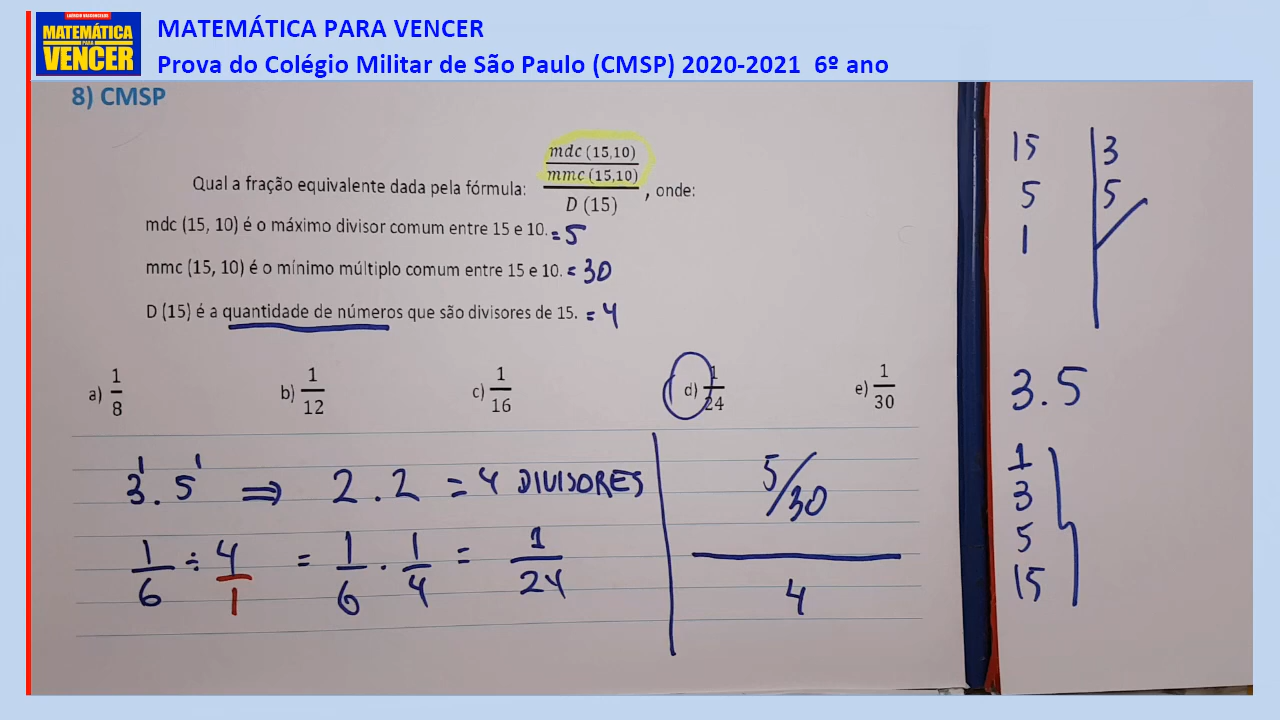 LAÉRCIO VASCONCELOS
MATEMÁTICA
PARA
VENCER
MATEMÁTICA PARA VENCER
Prova do Colégio Militar de São Paulo (CMSP) 2020-2021 6º ano
8) CMSP
mdc (15,10)
mmc (15,10)
Qual a fração equivalente dada pela fórmula: D (15) , onde:
mdc (15, 10) é o máximo divisor comum entre 15 e 10. = 5
mmc (15, 10) é o mínimo múltiplo comum entre 15 e 10. = 30
D (15) é a quantidade de números que são divisores de 15. = 4
a) 1/8 b) 1/12 c) 1/16 d) 1/24 e) 1/30
3¹ . 5¹ ⇒ 2 . 2 = 4 DIVISORES
1/6 ÷ 4/1 = 1/6 . 1/4 = 1/24
5/30
4
15 3
5 5
1
3 . 5
1
3
5
15